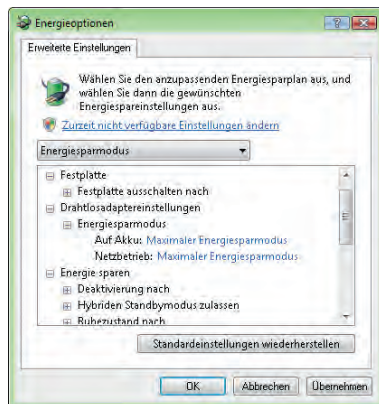 Energieoptionen
Erweiterte Einstellungen
Wählen Sie den anzupassenden Energiesparplan aus, und
wählen Sie dann die gewünschten
Energiespareinstellungen aus.
Zurzeit nicht verfügbare Einstellungen ändern
Energiesparmodus
Festplatte
Festplatte ausschalten nach
Drahtlosadaptereinstellungen
Energiesparmodus
Auf Akku: Maximaler Energiesparmodus
Netzbetrieb: Maximaler Energiesparmodus
Energie sparen
Deaktivierung nach
Hybriden Standbymodus zulassen
Ruhezustand nach
Standardeinstellungen wiederherstellen
OK Abbrechen Übernehmen